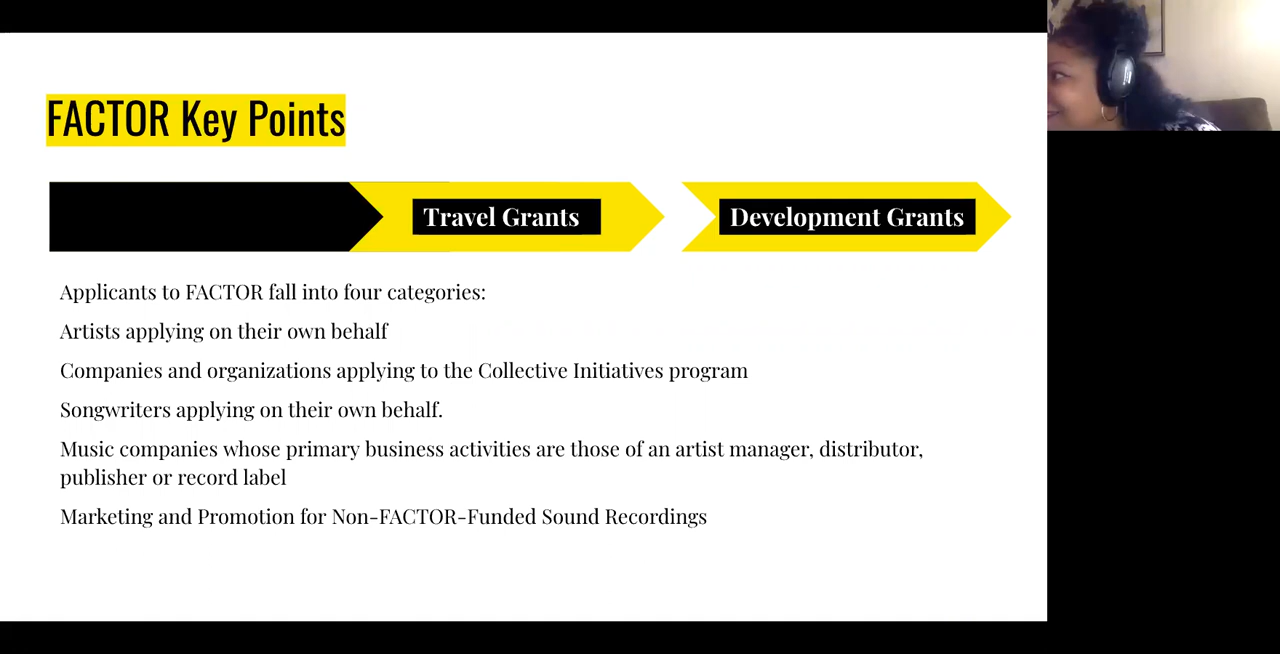 FACTOR Key Points
Travel Grants
Development Grants
Applicants to FACTOR fall into four categories:
Artists applying on their own behalf
Companies and organizations applying to the Collective Initiatives program
Songwriters applying on their own behalf.
Music companies whose primary business activities are those of an artist manager, distributor,
publisher or record label
Marketing and Promotion for Non-FACTOR-Funded Sound Recordings